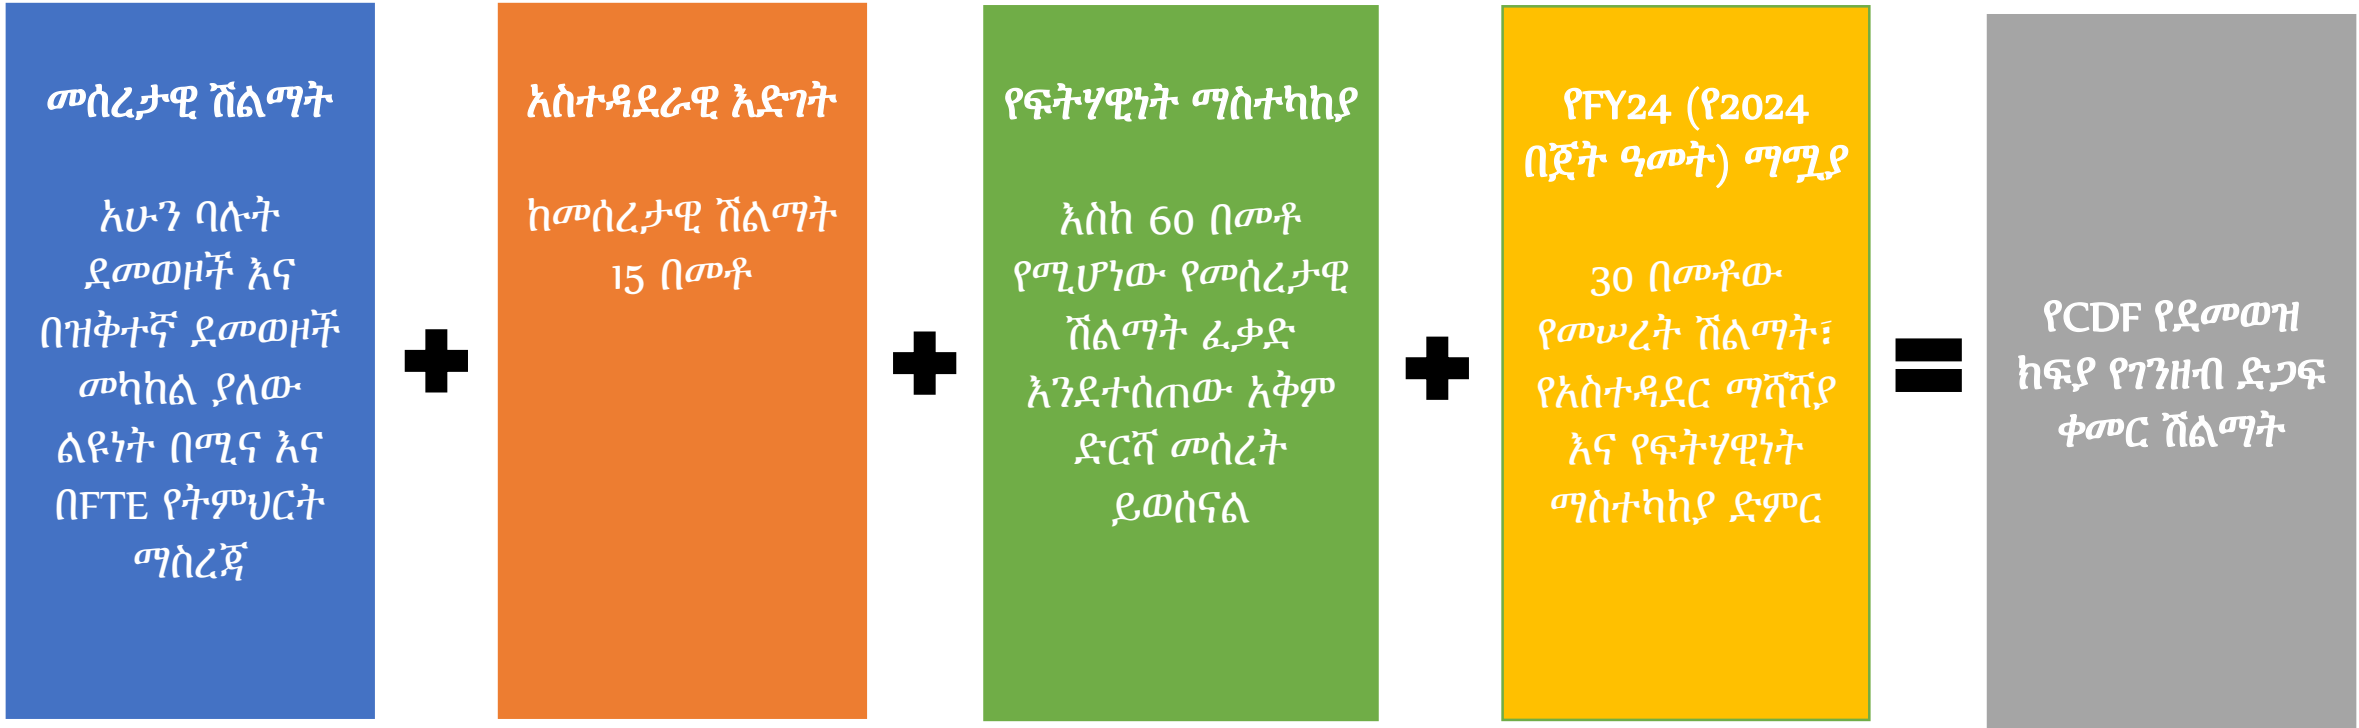 መሰረታዊ ሽልማት
አሁን ባሉት
ደመወዞች እና
በዝቅተኛ ደመወዞች
መካከል ያለው
ልዩነት በሚና እና
በFTE የትምህርት
ማስረጃ
አስተዳደራዊ እድገት
ከመሰረታዊ ሽልማት
15 በመቶ
የፍትሃዊነት ማስተካከያ
እስከ 60 በመቶ
የሚሆነው የመሰረታዊ
ሽልማት ፈቃድ
እንደተሰጠው አቅም
ድርሻ መሰረት
ይወሰናል
የFY24 (የ2024
በጀት ዓመት) ማሟያ
30 በመቶው
የመሠረት ሽልማት፣
የአስተዳደር ማሻሻያ
እና የፍትሃዊነት
ማስተካከያ ድምር
የCDF የደመወዝ
ክፍያ የገንዘብ ድጋፍ
ቀመር ሽልማት